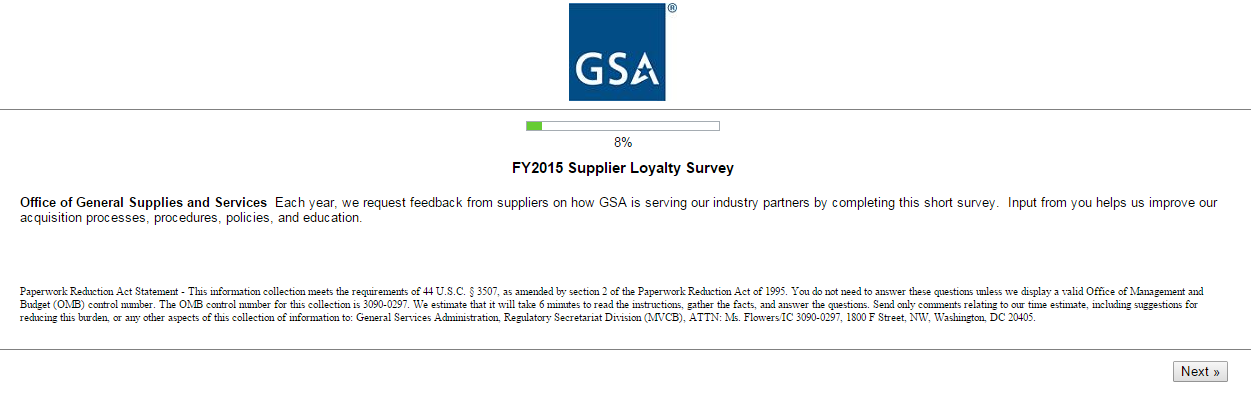 GSA®
8%
FY2015 Supplier Loyalty Survey
Office of General Supplies and Services  Each year, we request feedback from suppliers on how GSA is serving our industry partners by completing this short survey.  Input from you helps us improve our
acquisition processes, procedures, policies, and education.
Paperwork Reduction Act Statement - This information collection meets the requirements of 44 U.S.C. § 3507, as amended by section 2 of the Paperwork Reduction Act of 1995. You do not need to answer these questions unless we display a valid Office of Management and
Budget (OMB) control number. The OMB control number for this collection is 3090-0297. We estimate that it will take 6 minutes to read the instructions, gather the facts, and answer the questions. Send only comments relating to our time estimate, including suggestions for
reducing this burden, or any other aspects of this collection of information to: General Services Administration, Regulatory Secretariat Division (MVCB), ATTN: Ms. Flowers/IC 3090-0297, 1800 F Street, NW, Washington, DC 20405.
Next »